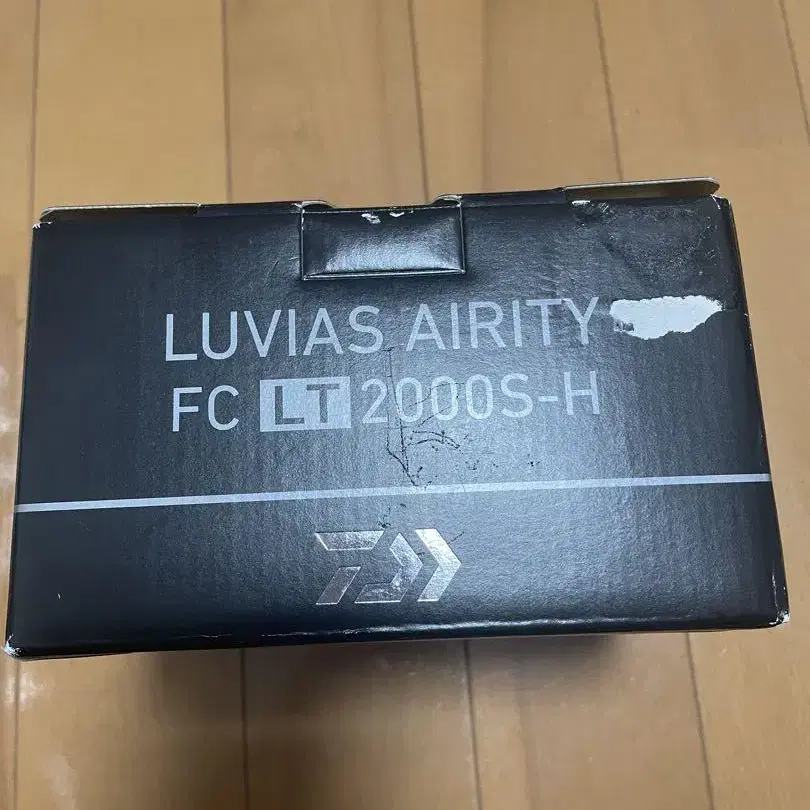 LUVIAS AIRITY
FC LT 2000S-H